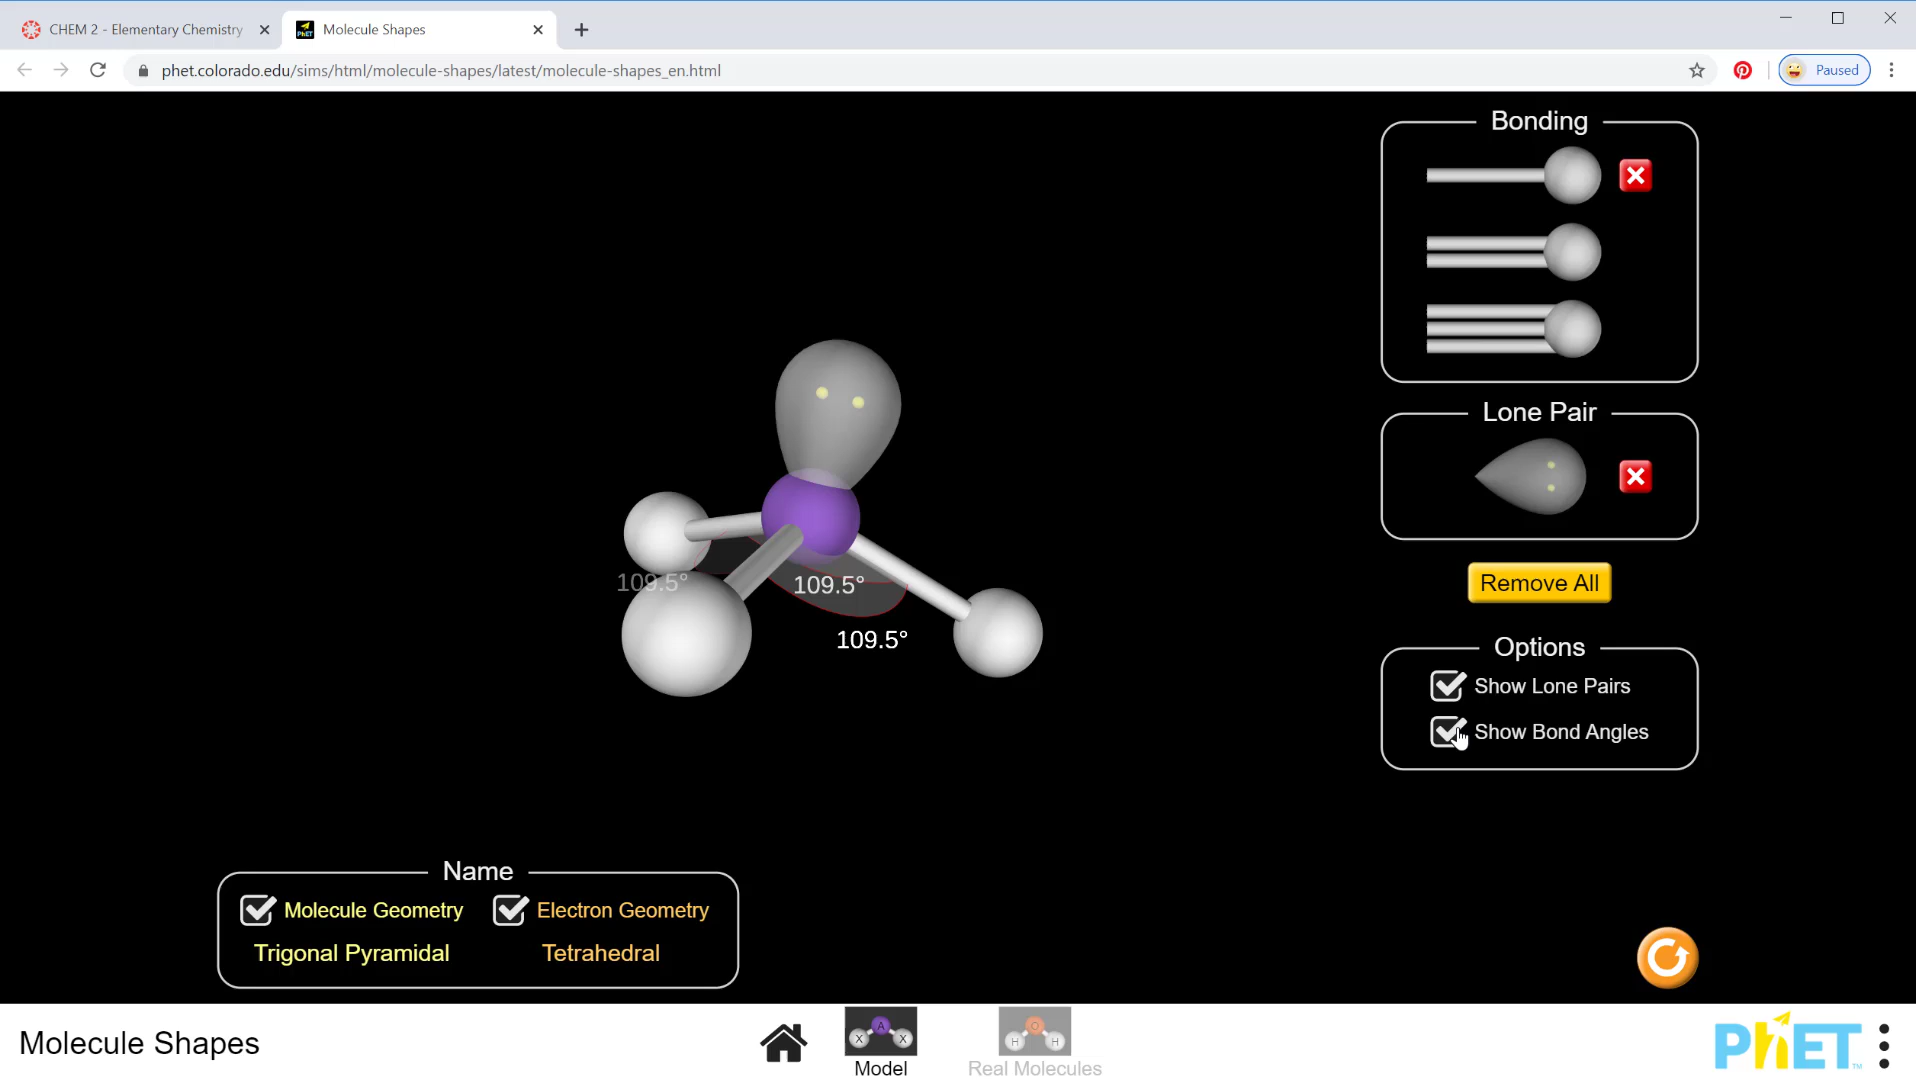 CHEM 2 - Elementary Chemistry
Molecule Shapes
phet.colorado.edu/sims/html/molecule-shapes/latest/molecule-shapes_en.html
Paused
Bonding
Lone Pair
Remove All
Options
Show Lone Pairs
Show Bond Angles
109.5°
109.5°
109.5°
Name
Molecule Geometry
Electron Geometry
Trigonal Pyramidal
Tetrahedral
Molecule Shapes
X A X
Model
H O H
Real Molecules
PhET™